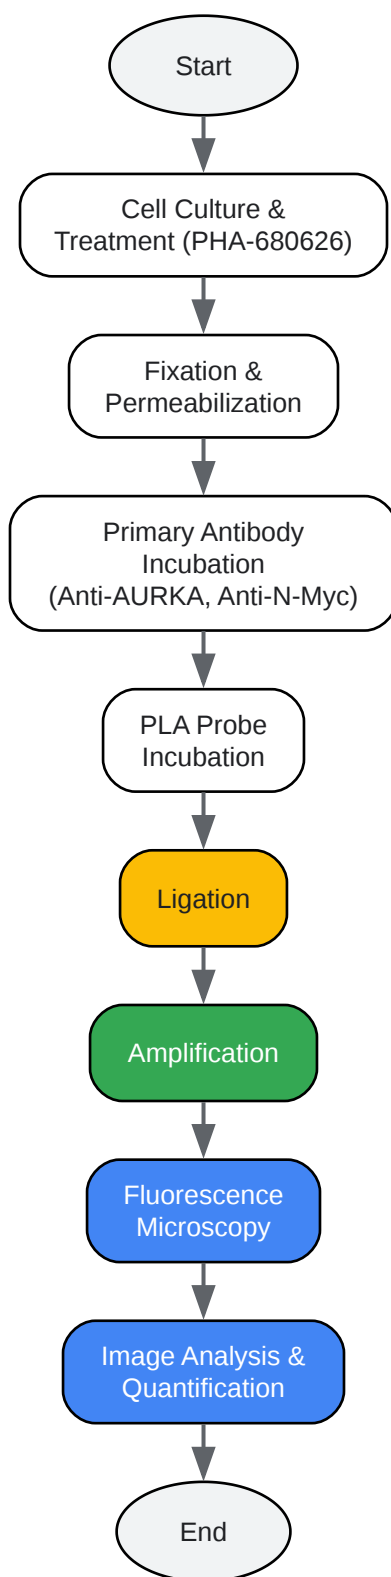 Start
Cell Culture &
Treatment (PHA-680626)
Fixation &
Permeabilization
Primary Antibody
Incubation
(Anti-AURKA, Anti-N-Myc)
PLA Probe
Incubation
Ligation
Amplification
Fluorescence
Microscopy
Image Analysis &
Quantification
End